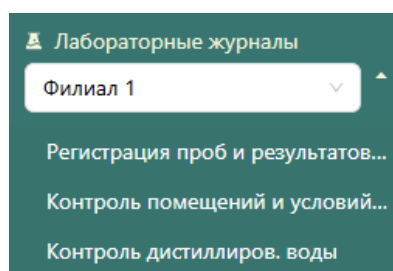 Лабораторные журналы
Филиал 1
Регистрация проб и результатов...
Контроль помещений и условий...
Контроль дистиллиров. воды